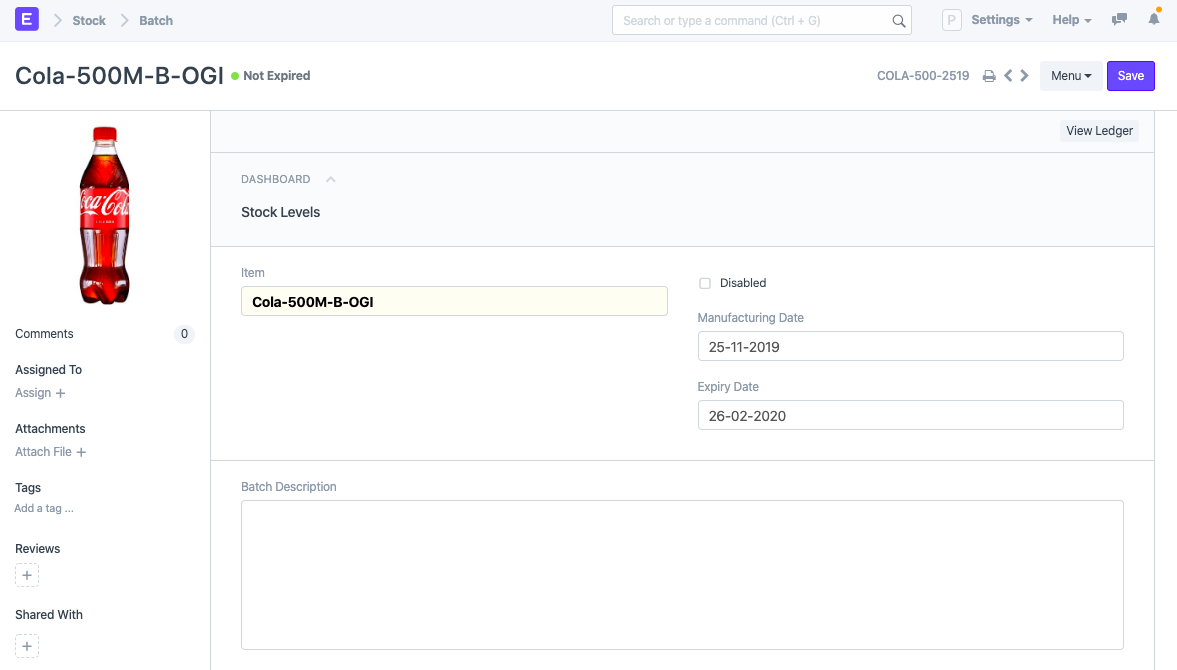 E
Stock
Batch
Search or type a command (Ctrl + G)
P
Settings
Help
Cola-500M-B-OGI
Not Expired
COLA-500-2519
Menu
Save
Coca-Cola
Comments
0
Assigned To
Assign +
Attachments
Attach File +
Tags
Add a tag ...
Reviews
+
Shared With
+
View Ledger
DASHBOARD
Stock Levels
Item
Cola-500M-B-OGI
Disabled
Manufacturing Date
25-11-2019
Expiry Date
26-02-2020
Batch Description